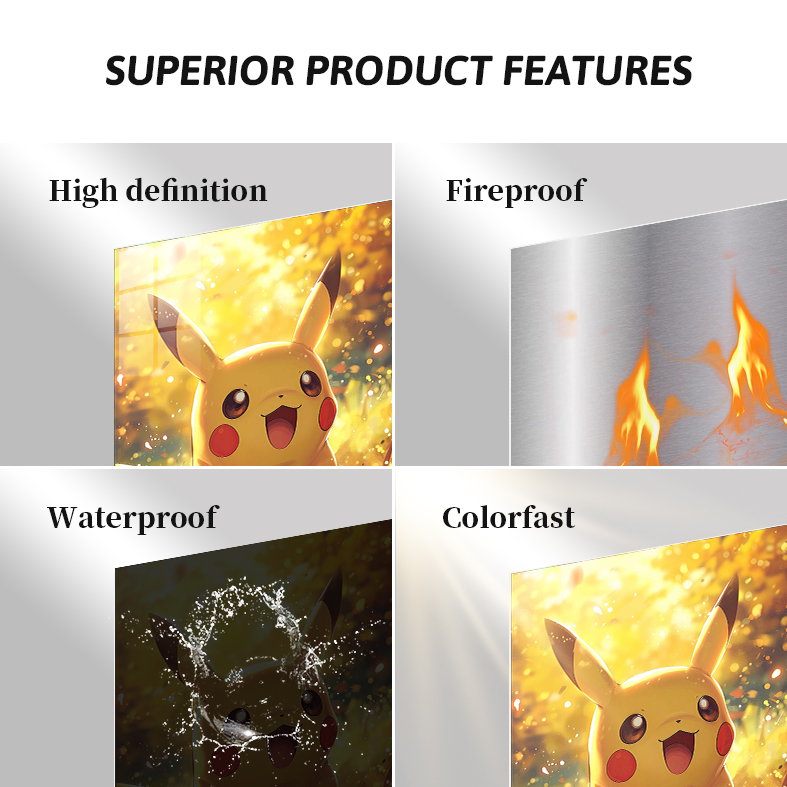 SUPERIOR PRODUCT FEATURES
High definition
Fireproof
Waterproof
Colorfast